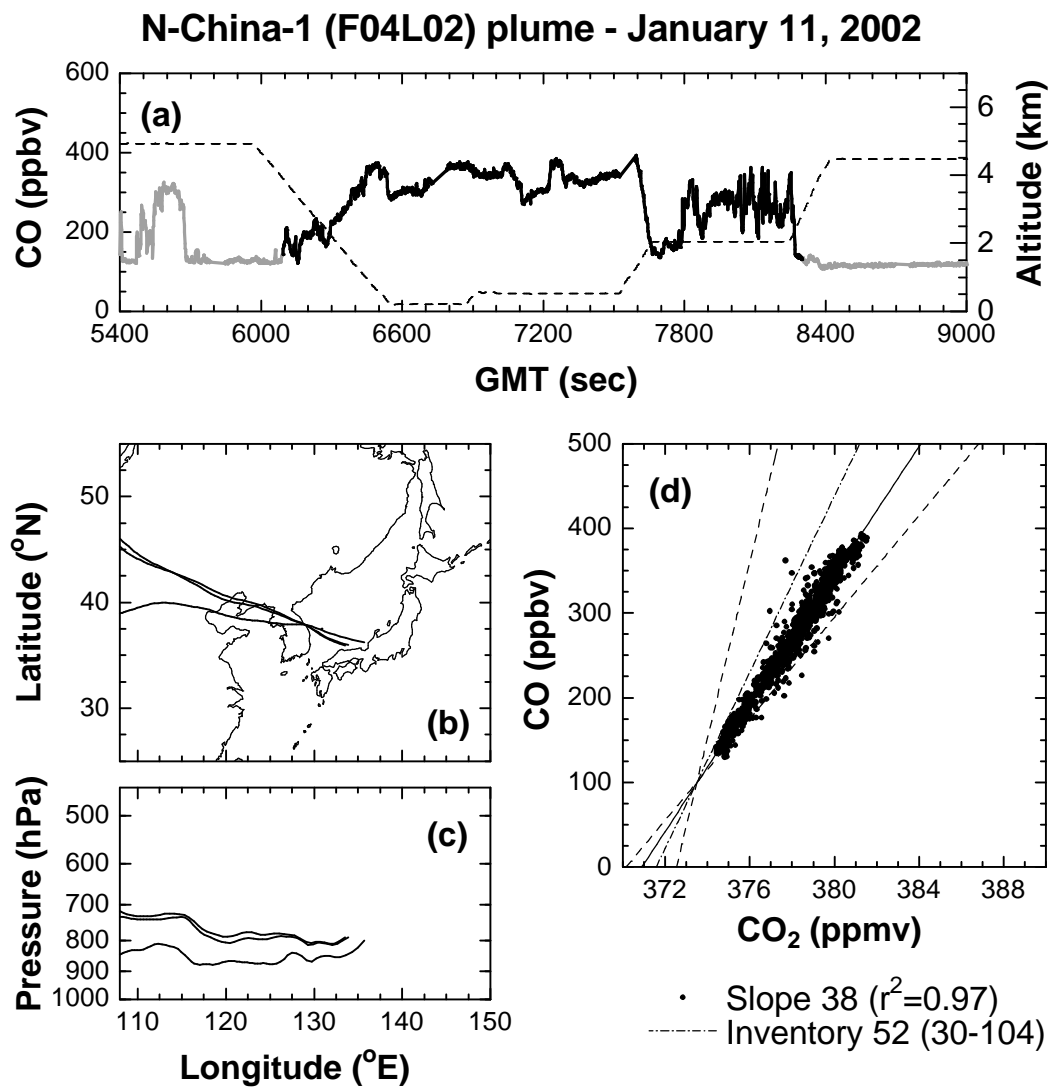 N-China-1 (F04L02) plume - January 11, 2002
(a)
CO (ppbv)
600
400
200
0
Altitude (km)
6
4
2
0
5400 6000 6600 7200 7800 8400 9000
GMT (sec)
(b)
Latitude (°N)
50
40
30
(c)
Pressure (hPa)
500
600
700
800
900
1000
110 120 130 140 150
Longitude (°E)
(d)
CO (ppbv)
500
400
300
200
100
0
372 376 380 384 388
CO₂ (ppmv)
Slope 38 (r²=0.97)
Inventory 52 (30-104)